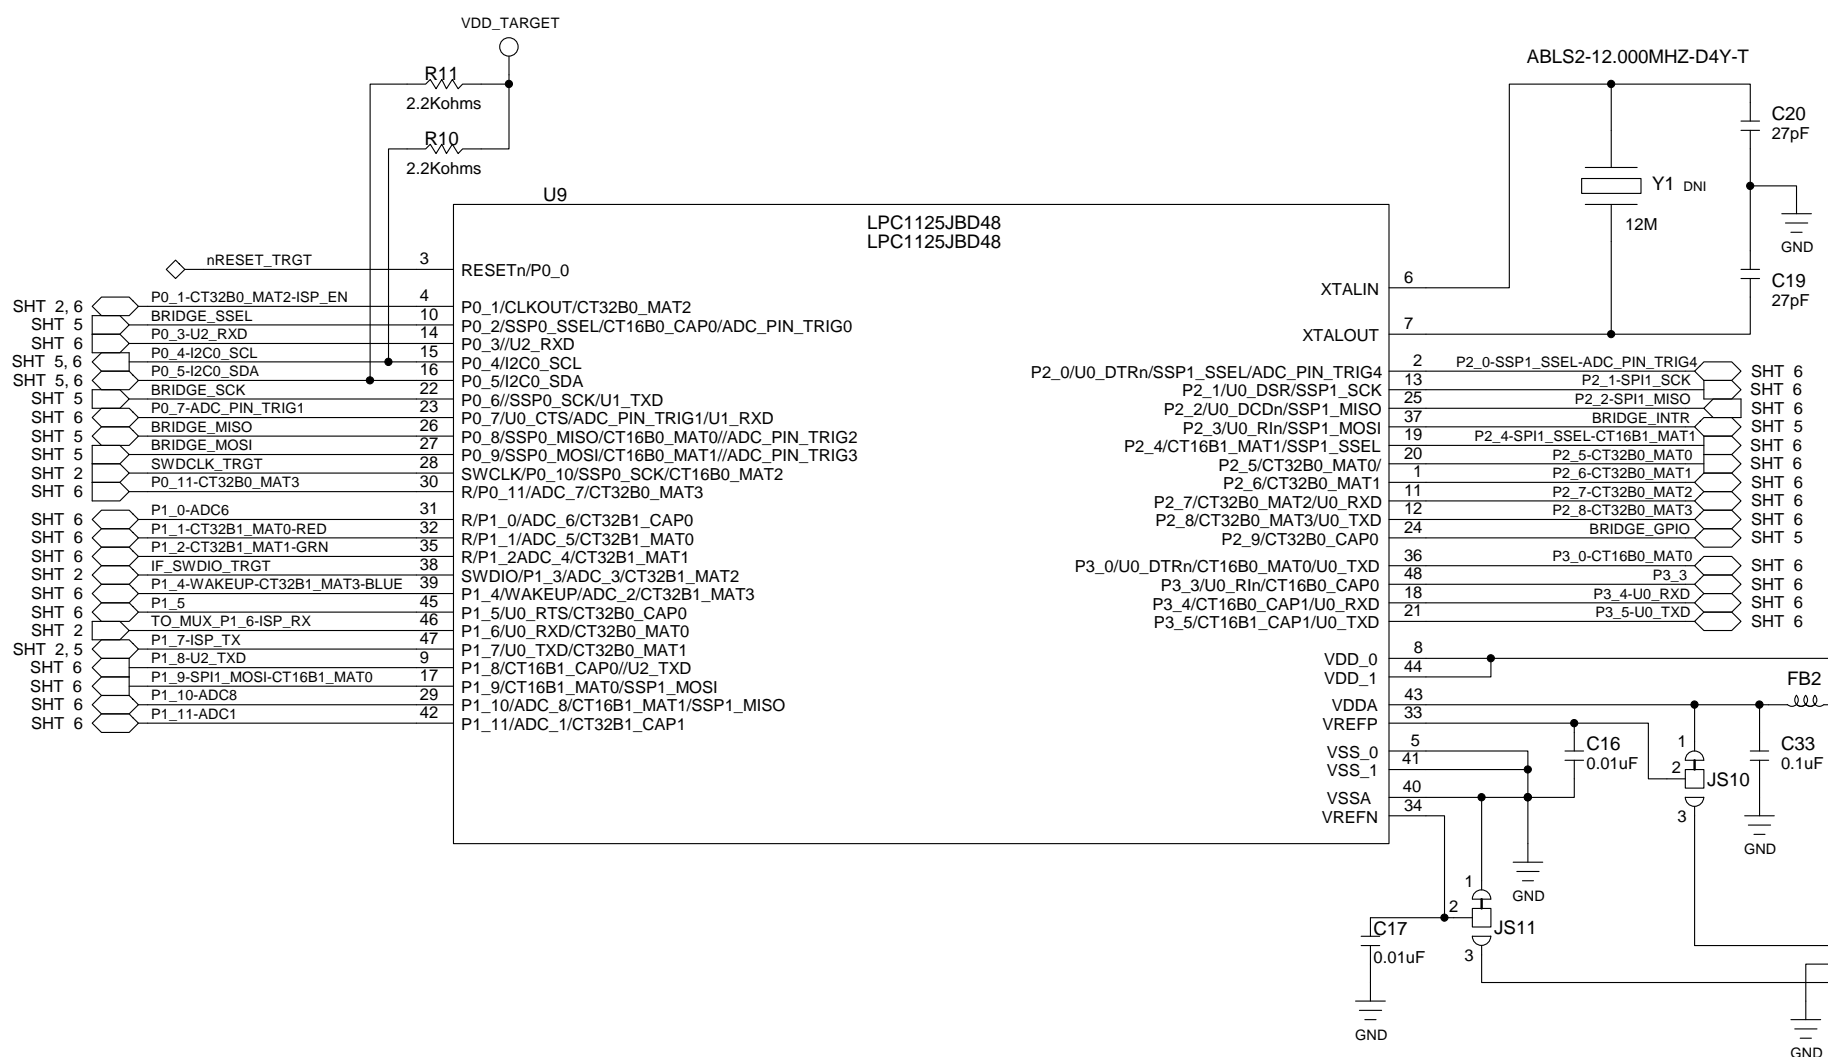 VDD_TARGET
R11
2.2Kohms
R10
2.2Kohms
ABLS2-12.000MHZ-D4Y-T
C20
27pF
Y1 DNI
12M
GND
C19
27pF
U9
LPC1125JBD48
LPC1125JBD48
nRESET_TRGT 3 RESETn/P0_0
SHT 2, 6 P0_1-CT32B0_MAT2-ISP_EN 4 P0_1/CLKOUT/CT32B0_MAT2
SHT 5 BRIDGE_SSEL 10 P0_2/SSP0_SSEL/CT16B0_CAP0/ADC_PIN_TRIG0
SHT 6 P0_3-U2_RXD 14 P0_3//U2_RXD
SHT 5, 6 P0_4-I2C0_SCL 15 P0_4/I2C0_SCL
SHT 5, 6 P0_5-I2C0_SDA 16 P0_5/I2C0_SDA
SHT 5 BRIDGE_SCK 22 P0_6//SSP0_SCK/U1_TXD
SHT 6 P0_7-ADC_PIN_TRIG1 23 P0_7/U0_CTS/ADC_PIN_TRIG1/U1_RXD
SHT 5 BRIDGE_MISO 26 P0_8/SSP0_MISO/CT16B0_MAT0//ADC_PIN_TRIG2
SHT 5 BRIDGE_MOSI 27 P0_9/SSP0_MOSI/CT16B0_MAT1//ADC_PIN_TRIG3
SHT 2 SWDCLK_TRGT 28 SWCLK/P0_10/SSP0_SCK/CT16B0_MAT2
SHT 6 P0_11-CT32B0_MAT3 30 R/P0_11/ADC_7/CT32B0_MAT3
SHT 6 P1_0-ADC6 31 R/P1_0/ADC_6/CT32B1_CAP0
SHT 6 P1_1-CT32B1_MAT0-RED 32 R/P1_1/ADC_5/CT32B1_MAT0
SHT 6 P1_2-CT32B1_MAT1-GRN 35 R/P1_2ADC_4/CT32B1_MAT1
SHT 2 IF_SWDIO_TRGT 38 SWDIO/P1_3/ADC_3/CT32B1_MAT2
SHT 6 P1_4-WAKEUP-CT32B1_MAT3-BLUE 39 P1_4/WAKEUP/ADC_2/CT32B1_MAT3
SHT 6 P1_5 45 P1_5/U0_RTS/CT32B0_CAP0
SHT 2 TO_MUX_P1_6-ISP_RX 46 P1_6/U0_RXD/CT32B0_MAT0
SHT 2, 5 P1_7-ISP_TX 47 P1_7/U0_TXD/CT32B0_MAT1
SHT 6 P1_8-U2_TXD 9 P1_8/CT16B1_CAP0//U2_TXD
SHT 6 P1_9-SPI1_MOSI-CT16B1_MAT0 17 P1_9/CT16B1_MAT0/SSP1_MOSI
SHT 6 P1_10-ADC8 29 P1_10/ADC_8/CT16B1_MAT1/SSP1_MISO
SHT 6 P1_11-ADC1 42 P1_11/ADC_1/CT32B1_CAP1
XTALIN 6
XTALOUT 7
P2_0/U0_DTRn/SSP1_SSEL/ADC_PIN_TRIG4 2 P2_0-SSP1_SSEL-ADC_PIN_TRIG4 SHT 6
P2_1/U0_DSR/SSP1_SCK 13 P2_1-SPI1_SCK SHT 6
P2_2/U0_DCDn/SSP1_MISO 25 P2_2-SPI1_MISO SHT 6
P2_3/U0_RIn/SSP1_MOSI 37 BRIDGE_INTR SHT 5
P2_4/CT16B1_MAT1/SSP1_SSEL 19 P2_4-SPI1_SSEL-CT16B1_MAT1 SHT 6
P2_5/CT32B0_MAT0/ 20 P2_5-CT32B0_MAT0 SHT 6
P2_6/CT32B0_MAT1 1 P2_6-CT32B0_MAT1 SHT 6
P2_7/CT32B0_MAT2/U0_RXD 11 P2_7-CT32B0_MAT2 SHT 6
P2_8/CT32B0_MAT3/U0_TXD 12 P2_8-CT32B0_MAT3 SHT 6
P2_9/CT32B0_CAP0 24 BRIDGE_GPIO SHT 5
P3_0/U0_DTRn/CT16B0_MAT0/U0_TXD 36 P3_0-CT16B0_MAT0 SHT 6
P3_3/U0_RIn/CT16B0_CAP0 48 P3_3 SHT 6
P3_4/CT16B0_CAP1/U0_RXD 18 P3_4-U0_RXD SHT 6
P3_5/CT16B1_CAP1/U0_TXD 21 P3_5-U0_TXD SHT 6
VDD_0 8
VDD_1 44
VDDA 43
VREFP 33
VSS_0 5
VSS_1 41
VSSA 40
VREFN 34
FB2
C16
0.01uF
1
2
JS10
3
C33
0.1uF
GND
GND
1
2
JS11
3
C17
0.01uF
GND
GND